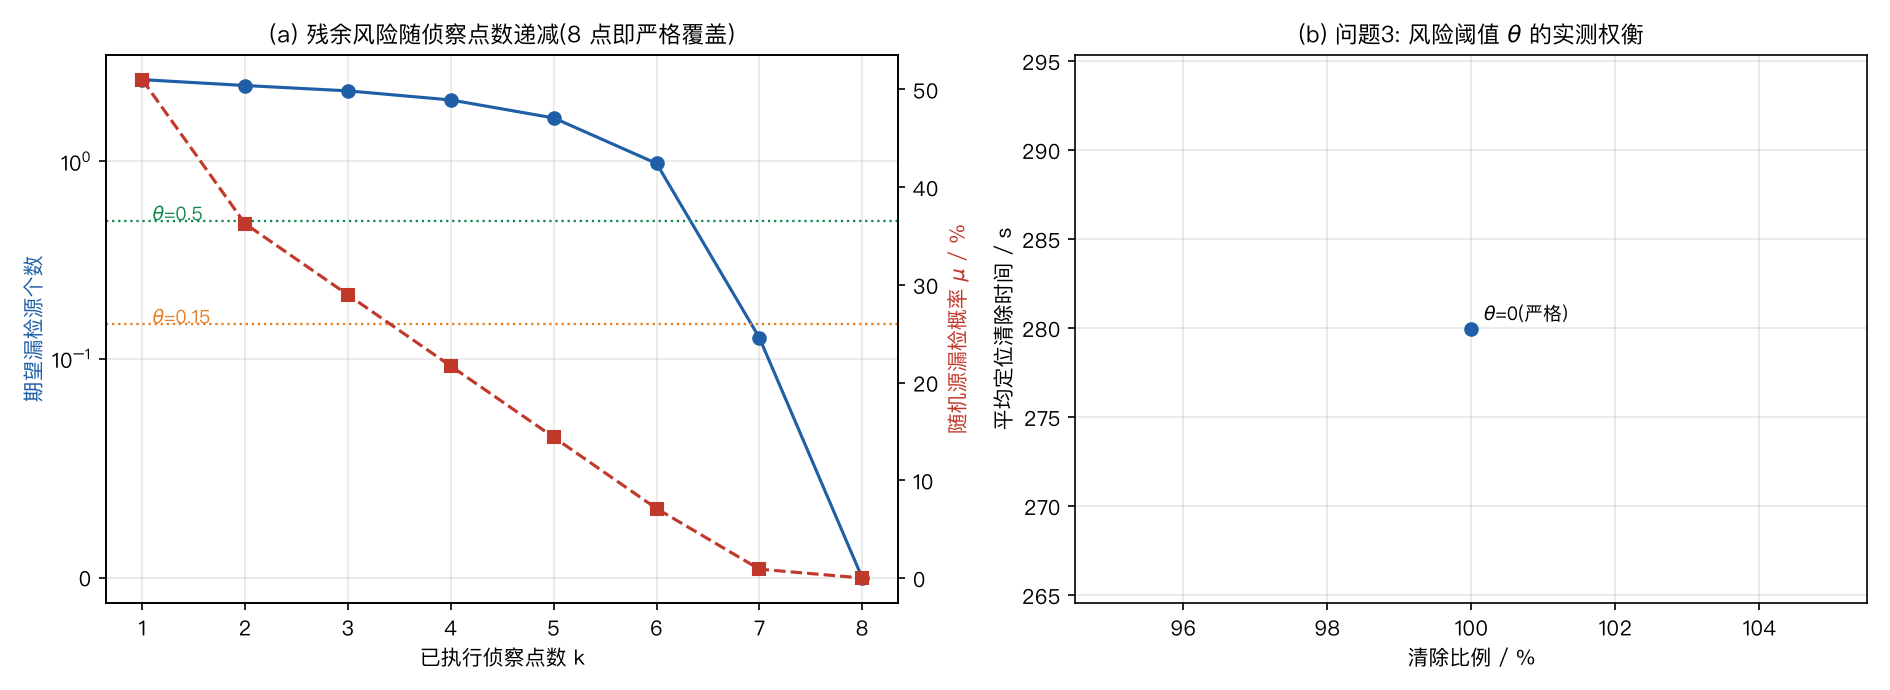 (a) 残余风险随侦察点数递减(8 点即严格覆盖)
期望漏检源个数
10⁰
10⁻¹
0
θ=0.5
θ=0.15
50
40
30
20
10
0
随机源漏检概率 μ / %
1 2 3 4 5 6 7 8
已执行侦察点数 k
(b) 问题3: 风险阈值 θ 的实测权衡
平均定位清除时间 / s
295
290
285
280
275
270
265
θ=0(严格)
96 98 100 102 104
清除比例 / %